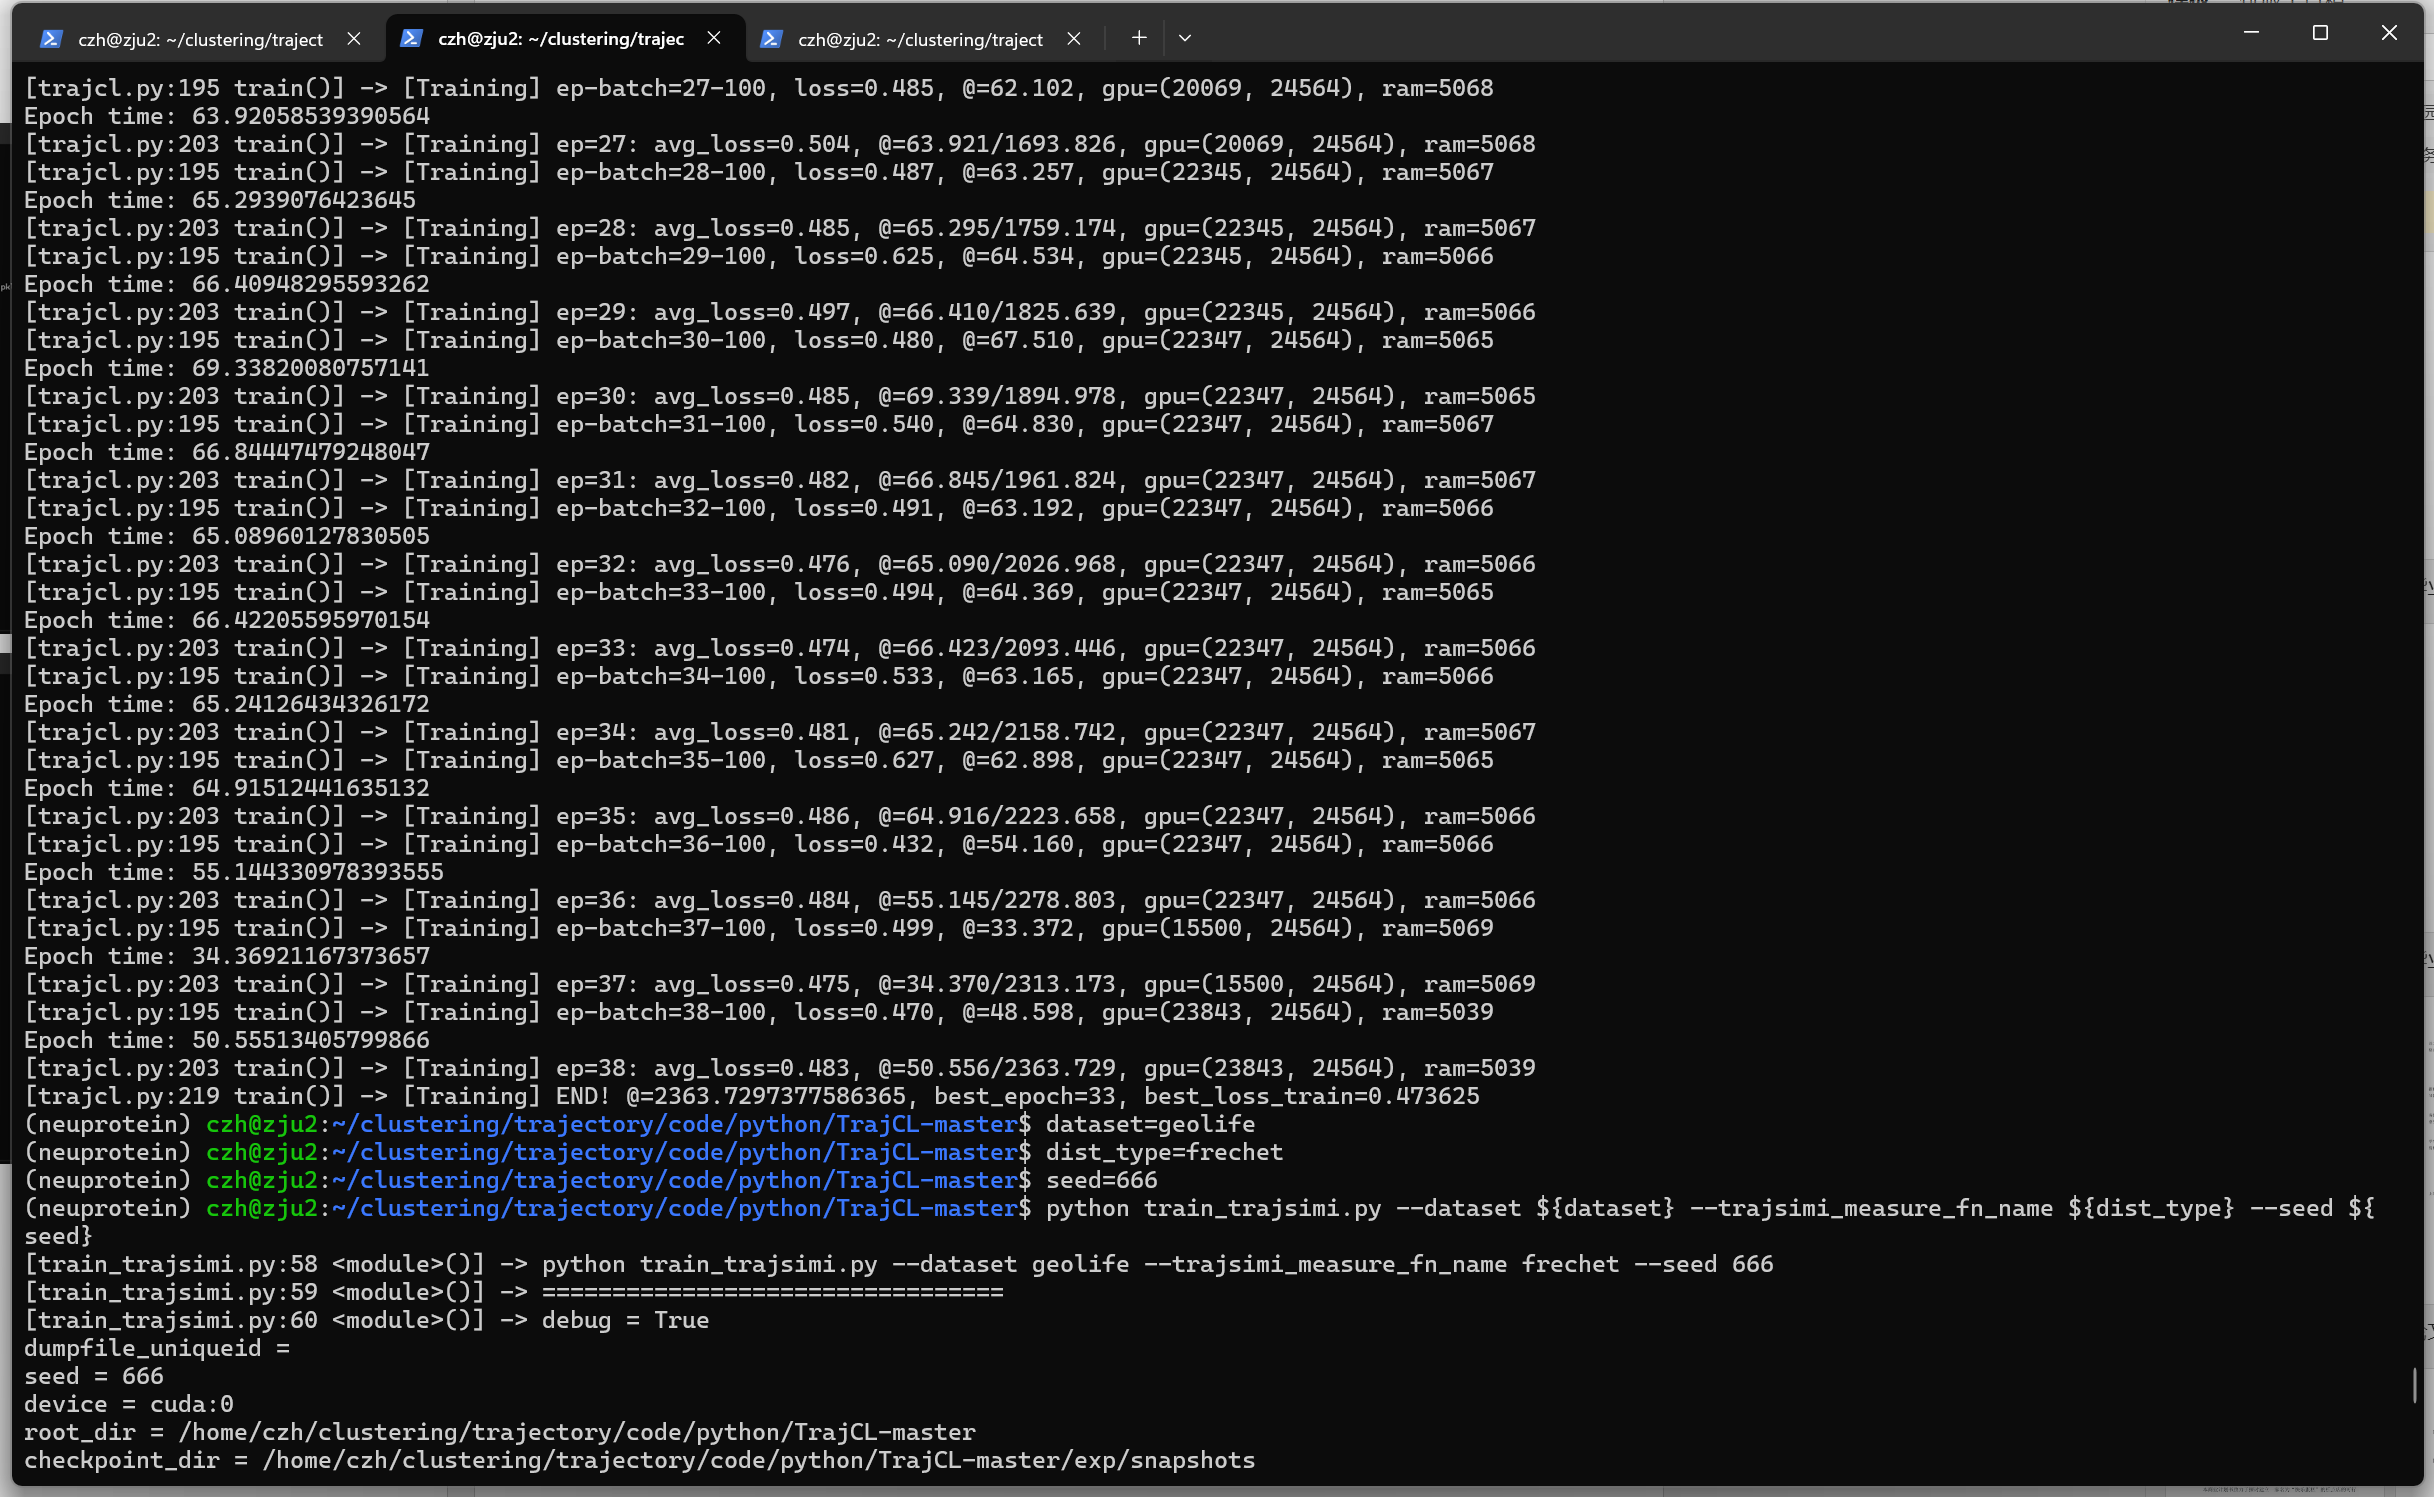 czh@zju2: ~/clustering/traject
czh@zju2: ~/clustering/trajec
czh@zju2: ~/clustering/traject
[trajcl.py:195 train()] -> [Training] ep-batch=27-100, loss=0.485, @=62.102, gpu=(20069, 24564), ram=5068
Epoch time: 63.92058539390564
[trajcl.py:203 train()] -> [Training] ep=27: avg_loss=0.504, @=63.921/1693.826, gpu=(20069, 24564), ram=5068
[trajcl.py:195 train()] -> [Training] ep-batch=28-100, loss=0.487, @=63.257, gpu=(22345, 24564), ram=5067
Epoch time: 65.2939076423645
[trajcl.py:203 train()] -> [Training] ep=28: avg_loss=0.485, @=65.295/1759.174, gpu=(22345, 24564), ram=5067
[trajcl.py:195 train()] -> [Training] ep-batch=29-100, loss=0.625, @=64.534, gpu=(22345, 24564), ram=5066
Epoch time: 66.40948295593262
[trajcl.py:203 train()] -> [Training] ep=29: avg_loss=0.497, @=66.410/1825.639, gpu=(22345, 24564), ram=5066
[trajcl.py:195 train()] -> [Training] ep-batch=30-100, loss=0.480, @=67.510, gpu=(22347, 24564), ram=5065
Epoch time: 69.33820080757141
[trajcl.py:203 train()] -> [Training] ep=30: avg_loss=0.485, @=69.339/1894.978, gpu=(22347, 24564), ram=5065
[trajcl.py:195 train()] -> [Training] ep-batch=31-100, loss=0.540, @=64.830, gpu=(22347, 24564), ram=5067
Epoch time: 66.84447479248047
[trajcl.py:203 train()] -> [Training] ep=31: avg_loss=0.482, @=66.845/1961.824, gpu=(22347, 24564), ram=5067
[trajcl.py:195 train()] -> [Training] ep-batch=32-100, loss=0.491, @=63.192, gpu=(22347, 24564), ram=5066
Epoch time: 65.08960127830505
[trajcl.py:203 train()] -> [Training] ep=32: avg_loss=0.476, @=65.090/2026.968, gpu=(22347, 24564), ram=5066
[trajcl.py:195 train()] -> [Training] ep-batch=33-100, loss=0.494, @=64.369, gpu=(22347, 24564), ram=5065
Epoch time: 66.42205595970154
[trajcl.py:203 train()] -> [Training] ep=33: avg_loss=0.474, @=66.423/2093.446, gpu=(22347, 24564), ram=5066
[trajcl.py:195 train()] -> [Training] ep-batch=34-100, loss=0.533, @=63.165, gpu=(22347, 24564), ram=5066
Epoch time: 65.24126434326172
[trajcl.py:203 train()] -> [Training] ep=34: avg_loss=0.481, @=65.242/2158.742, gpu=(22347, 24564), ram=5067
[trajcl.py:195 train()] -> [Training] ep-batch=35-100, loss=0.627, @=62.898, gpu=(22347, 24564), ram=5065
Epoch time: 64.91512441635132
[trajcl.py:203 train()] -> [Training] ep=35: avg_loss=0.486, @=64.916/2223.658, gpu=(22347, 24564), ram=5066
[trajcl.py:195 train()] -> [Training] ep-batch=36-100, loss=0.432, @=54.160, gpu=(22347, 24564), ram=5066
Epoch time: 55.144330978393555
[trajcl.py:203 train()] -> [Training] ep=36: avg_loss=0.484, @=55.145/2278.803, gpu=(22347, 24564), ram=5066
[trajcl.py:195 train()] -> [Training] ep-batch=37-100, loss=0.499, @=33.372, gpu=(15500, 24564), ram=5069
Epoch time: 34.36921167373657
[trajcl.py:203 train()] -> [Training] ep=37: avg_loss=0.475, @=34.370/2313.173, gpu=(15500, 24564), ram=5069
[trajcl.py:195 train()] -> [Training] ep-batch=38-100, loss=0.470, @=48.598, gpu=(23843, 24564), ram=5039
Epoch time: 50.55513405799866
[trajcl.py:203 train()] -> [Training] ep=38: avg_loss=0.483, @=50.556/2363.729, gpu=(23843, 24564), ram=5039
[trajcl.py:219 train()] -> [Training] END! @=2363.7297377586365, best_epoch=33, best_loss_train=0.473625
(neuprotein) czh@zju2:~/clustering/trajectory/code/python/TrajCL-master$ dataset=geolife
(neuprotein) czh@zju2:~/clustering/trajectory/code/python/TrajCL-master$ dist_type=frechet
(neuprotein) czh@zju2:~/clustering/trajectory/code/python/TrajCL-master$ seed=666
(neuprotein) czh@zju2:~/clustering/trajectory/code/python/TrajCL-master$ python train_trajsimi.py --dataset ${dataset} --trajsimi_measure_fn_name ${dist_type} --seed ${
seed}
[train_trajsimi.py:58 <module>()] -> python train_trajsimi.py --dataset geolife --trajsimi_measure_fn_name frechet --seed 666
[train_trajsimi.py:59 <module>()] -> =================================
[train_trajsimi.py:60 <module>()] -> debug = True
dumpfile_uniqueid =
seed = 666
device = cuda:0
root_dir = /home/czh/clustering/trajectory/code/python/TrajCL-master
checkpoint_dir = /home/czh/clustering/trajectory/code/python/TrajCL-master/exp/snapshots